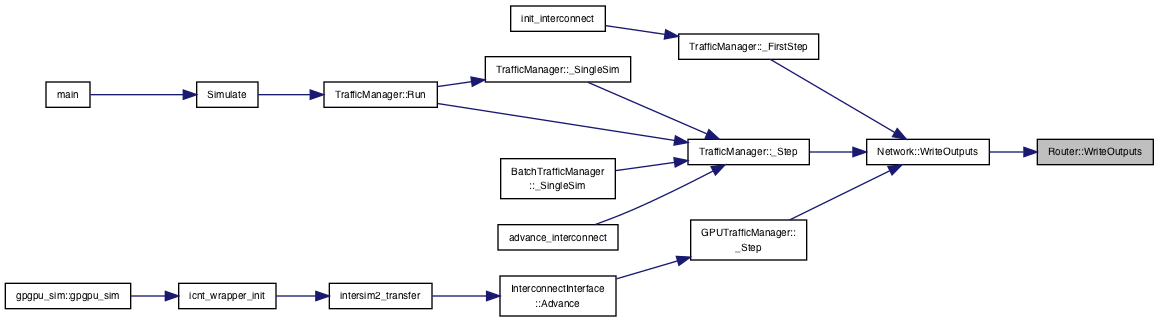 init_interconnect
TrafficManager::_FirstStep
TrafficManager::_SingleSim
main
Simulate
TrafficManager::Run
TrafficManager::_Step
Network::WriteOutputs
Router::WriteOutputs
BatchTrafficManager
::_SingleSim
advance_interconnect
GPUTrafficManager::
_Step
gpgpu_sim::gpgpu_sim
icnt_wrapper_init
intersim2_transfer
InterconnectInterface
::Advance